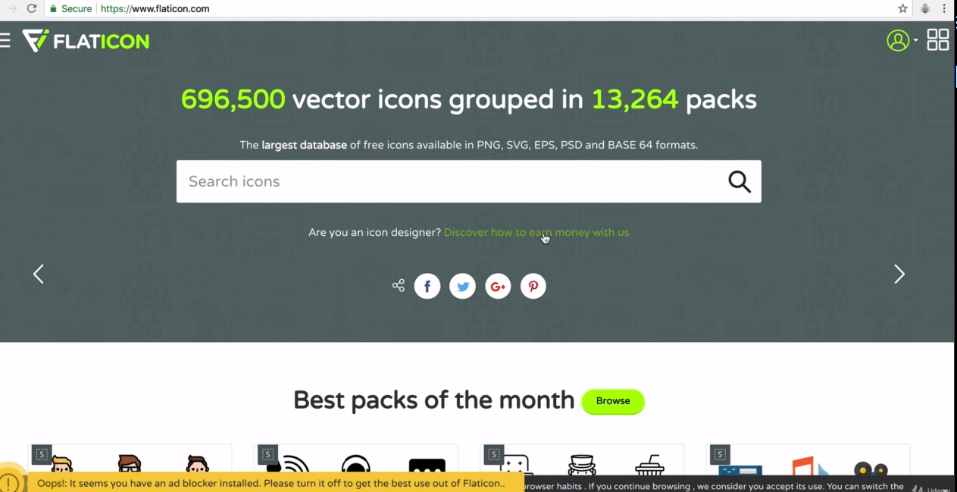 Secure https://www.flaticon.com
FLATICON
696,500 vector icons grouped in 13,264 packs
The largest database of free icons available in PNG, SVG, EPS, PSD and BASE 64 formats.
Search icons
Are you an icon designer? Discover how to earn money with us
f G+
Best packs of the month Browse
S S S S
Oops!: It seems you have an ad blocker installed. Please turn it off to get the best use out of Flaticon..
browser habits . If you continue browsing , we consider you accept its use. You can switch the
Udemy